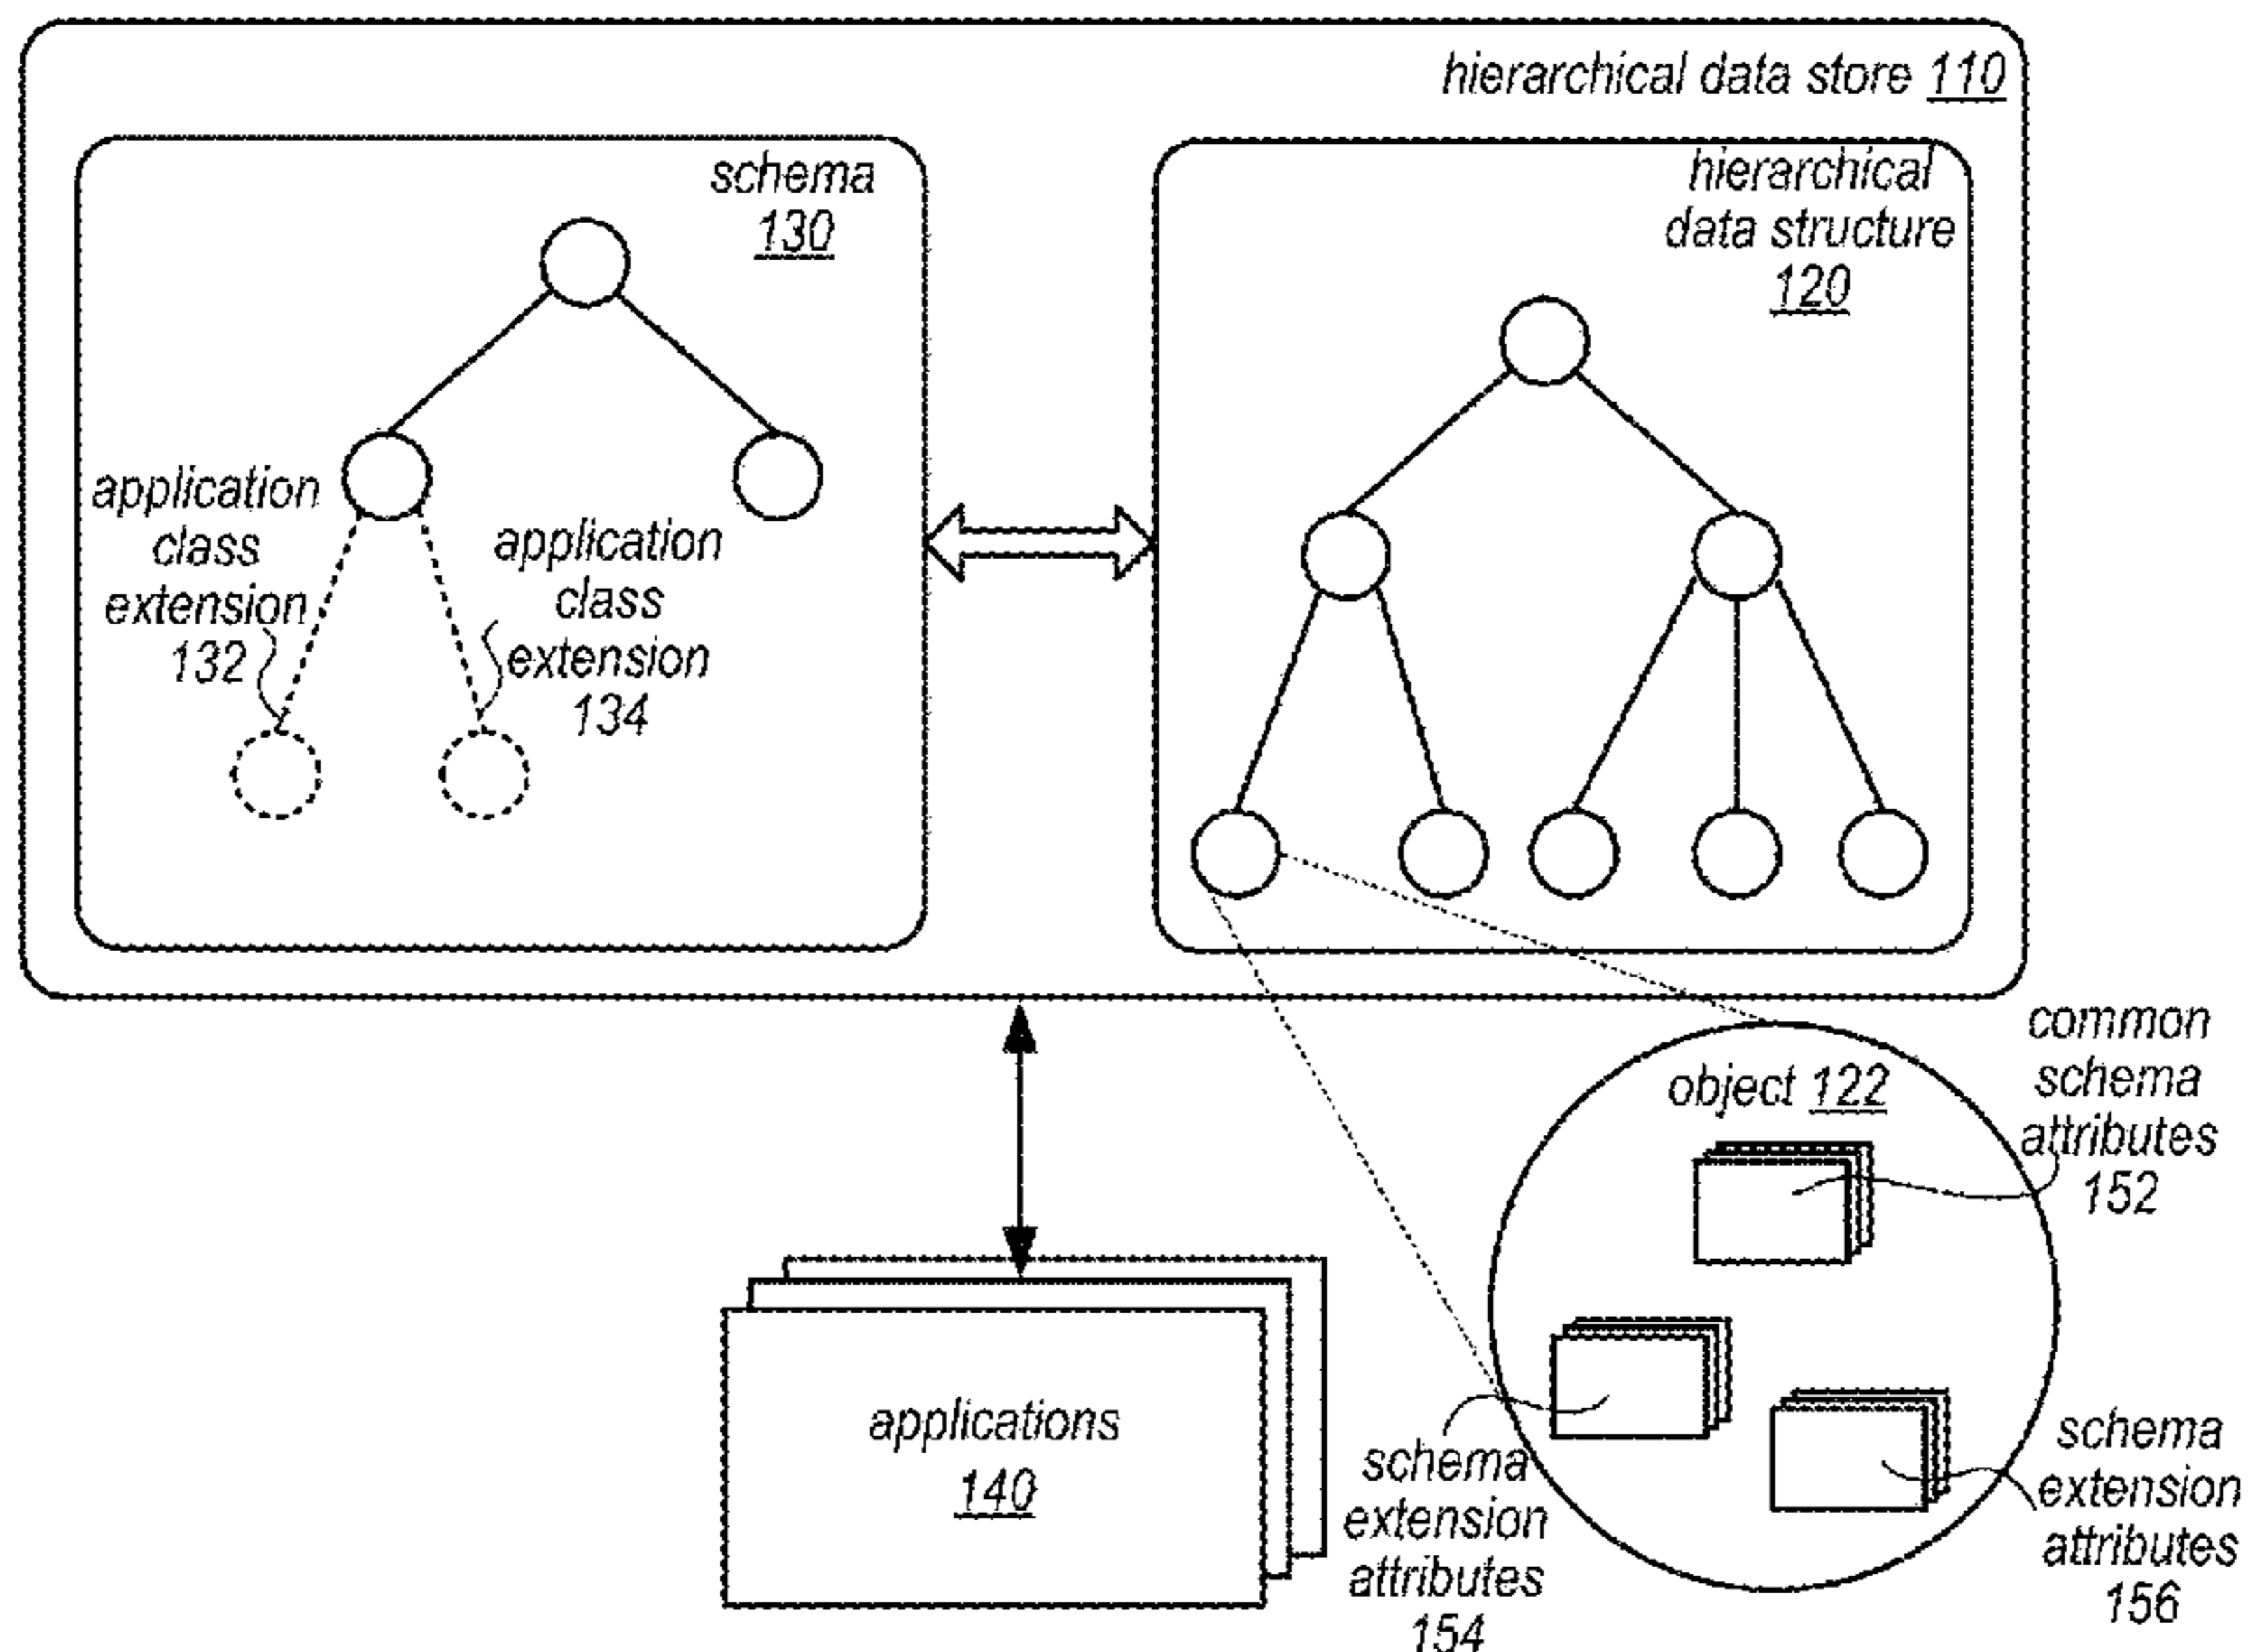 hierarchical data store 110
schema
130
hierarchical
data structure
120
application
class
extension
132
application
class
extension
134
common
schema
attributes
152
object 122
applications
140
schema
extension
attributes
154
schema
extension
attributes
156